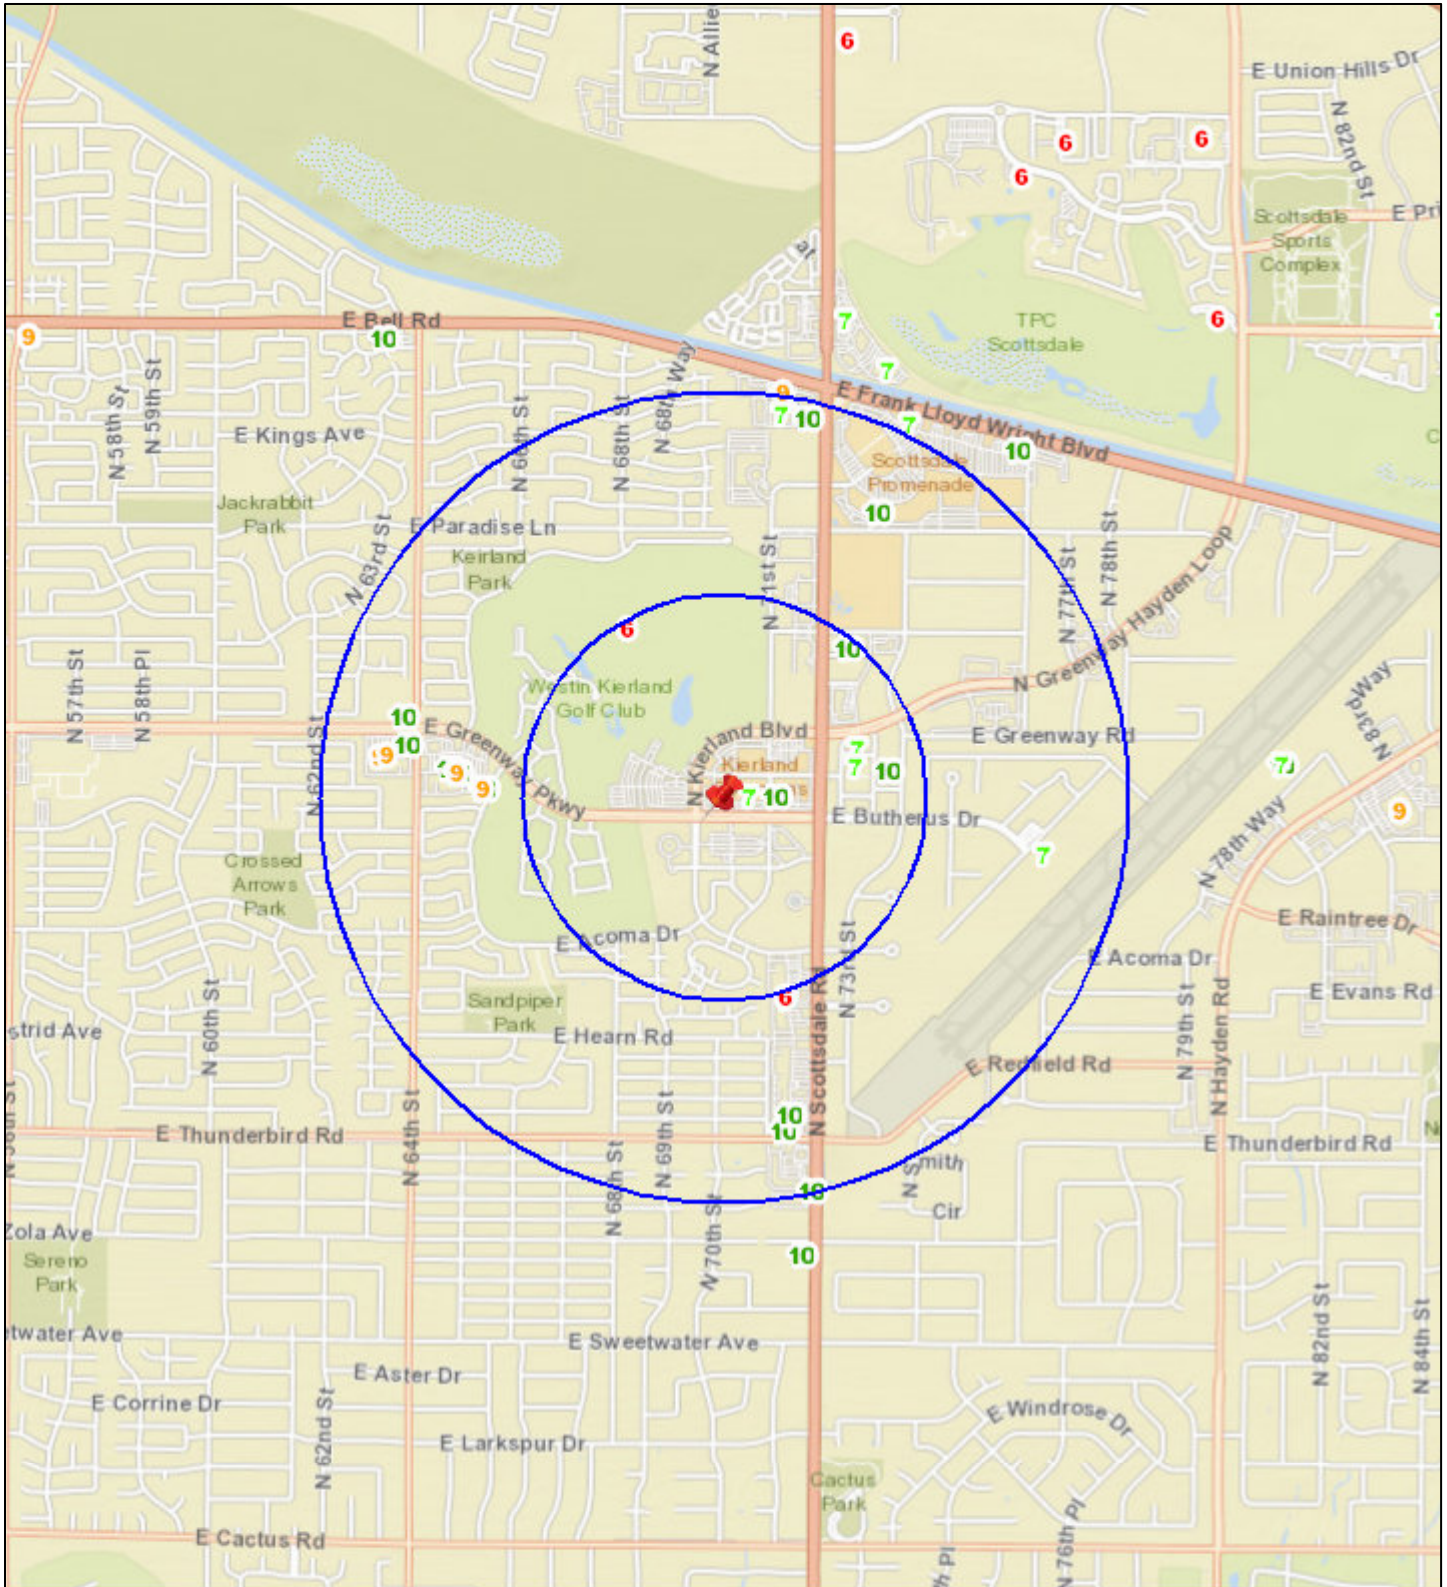 N Allie
6
E Union Hills Dr
N 82nd St
6
6
6
Scottsdale
Sports
Complex
E Pri
at
E Bell Rd
9
10
7
6
TPC
Scottsdale
7
N 58th St
N 59th St
N 66th St
N 68th St
N 68th Way
9
7
10
E Frank Lloyd Wright Blvd
7
10
E Kings Ave
Scottsdale
Promenade
10
Jackrabbit
Park
E Paradise Ln
Keirland
Park
N 63rd St
N 71st St
N 77th St
N 78th St
N Greenway Hayden Loop
6
10
N 57th St
N 58th Pl
Westin Kierland
Golf Club
N 83rd Way
10
10
N 62nd St
E Greenway Pkwy
N Kierland Blvd
E Greenway Rd
9
9
9
Kierland
7
10
7
7
10
7
9
E Butherus Dr
7
N 78th Way
Crossed
Arrows
Park
E Raintree Dr
E Acoma Dr
N 73rd St
E Acoma Dr
6
Sandpiper
Park
E Evans Rd
strid Ave
N 60th St
E Hearn Rd
N Scottsdale Rd
E Redfield Rd
N 79th St
N Hayden Rd
N 64th St
N 69th St
10
10
E Thunderbird Rd
E Thunderbird Rd
N 68th St
N 70th St
N Smith
Cir
10
10
Zola Ave
Sereno
Park
etwater Ave
E Sweetwater Ave
N 82nd St
N 84th St
E Aster Dr
E Corrine Dr
N 62nd St
E Windrose Dr
E Larkspur Dr
Cactus
Park
E Cactus Rd
h Pl
N 76th Pl